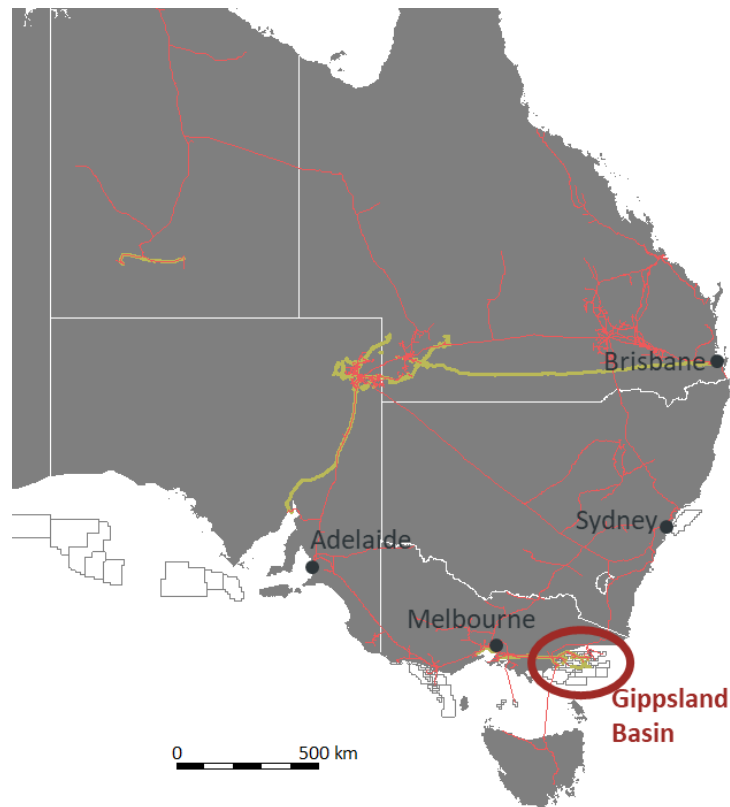 Brisbane
Sydney
Adelaide
Melbourne
Gippsland
Basin
0 500 km